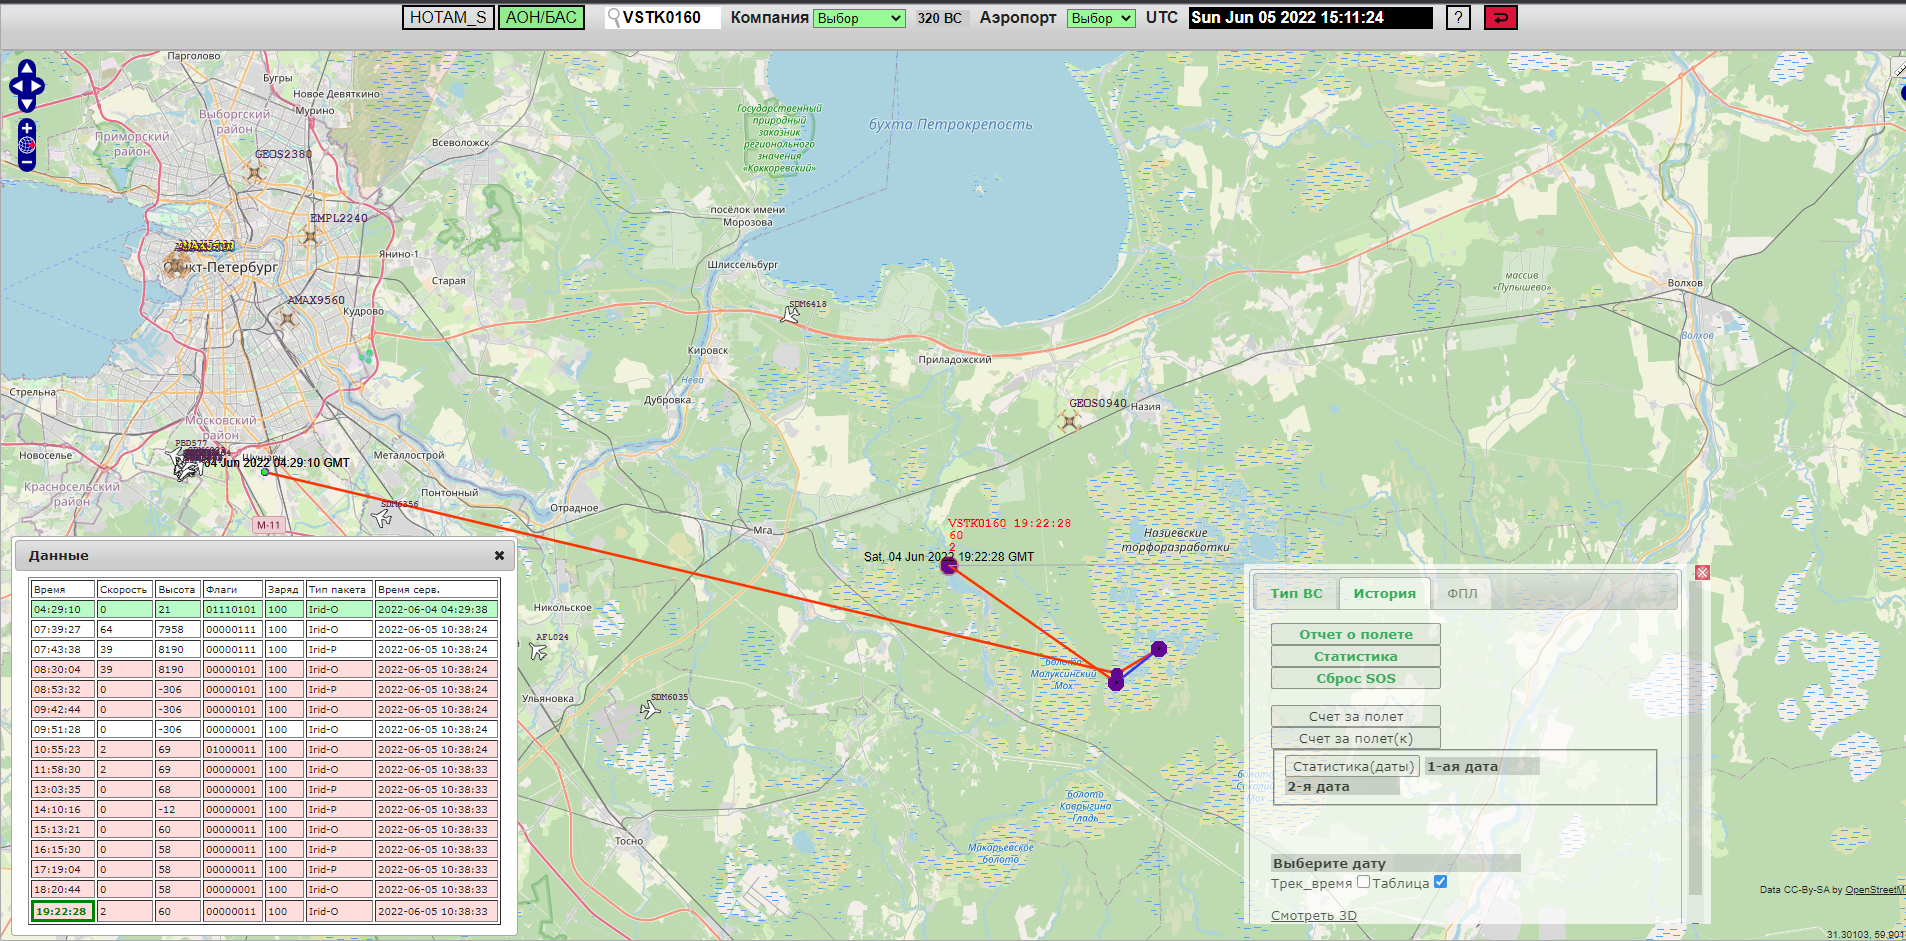 НОТАМ_S
АОН/БАС
VSTK0160
Компания
Выбор
320 ВС
Аэропорт
Выбор
UTC
Sun Jun 05 2022 15:11:24
?
Парголово
Бугры
Новое Девяткино
Мурино
Выборгский
район
Приморский
район
GEOS2380
Всеволожск
Государственный
природный
заказник
регионального
значения
«Коккоревский»
бухта Петрокрепость
EMPL2240
посёлок имени
Морозова
Янино-1
Старая
Шлиссельбург
AMAX9560
Кудрово
SDM6418
массив
«Пупышево»
Волхов
Волхов
Кировск
Приладожский
Нева
Дубровка
Стрельна
GEOS0940
Назия
Московский
район
PBD577
Новоселье
04 Jun 2022 04:29:10 GMT
Металлострой
Красносельский
район
Понтонный
SDM6356
Отрадное
М-11
Мга
VSTK0160 19:22:28
60
2
Sat, 04 Jun 2022 19:22:28 GMT
Назиевские
торфоразработки
Никольское
AFL024
болото
Малуксинский
Мох
Ульяновка
SDM6035
Тосно
болото
Ковригина
Гладь
Макарьевское
болото
Данные
Время Скорость Высота Флаги Заряд Тип пакета Время серв.
04:29:10 0 21 01110101 100 Irid-O 2022-06-04 04:29:38
07:39:27 64 7958 00000111 100 Irid-O 2022-06-05 10:38:24
07:43:38 39 8190 00000111 100 Irid-P 2022-06-05 10:38:24
08:30:04 39 8190 00000101 100 Irid-O 2022-06-05 10:38:24
08:53:32 0 -306 00000101 100 Irid-P 2022-06-05 10:38:24
09:42:44 0 -306 00000101 100 Irid-O 2022-06-05 10:38:24
09:51:28 0 -306 00000001 100 Irid-O 2022-06-05 10:38:24
10:55:23 2 69 01000011 100 Irid-O 2022-06-05 10:38:24
11:58:30 2 69 00000001 100 Irid-O 2022-06-05 10:38:33
13:03:35 0 68 00000001 100 Irid-P 2022-06-05 10:38:33
14:10:16 0 -12 00000001 100 Irid-P 2022-06-05 10:38:33
15:13:21 0 60 00000011 100 Irid-O 2022-06-05 10:38:33
16:15:30 0 58 00000011 100 Irid-P 2022-06-05 10:38:33
17:19:04 0 58 00000011 100 Irid-P 2022-06-05 10:38:33
18:20:44 0 58 00000001 100 Irid-O 2022-06-05 10:38:33
19:22:28 2 60 00000011 100 Irid-O 2022-06-05 10:38:33
Тип ВС
История
ФПЛ
Отчет о полете
Статистика
Сброс SOS
Счет за полет
Счет за полет(к)
Статистика(даты)
1-ая дата
2-я дата
Выберите дату
Трек_время
Таблица
Смотреть 3D
Data CC-By-SA by